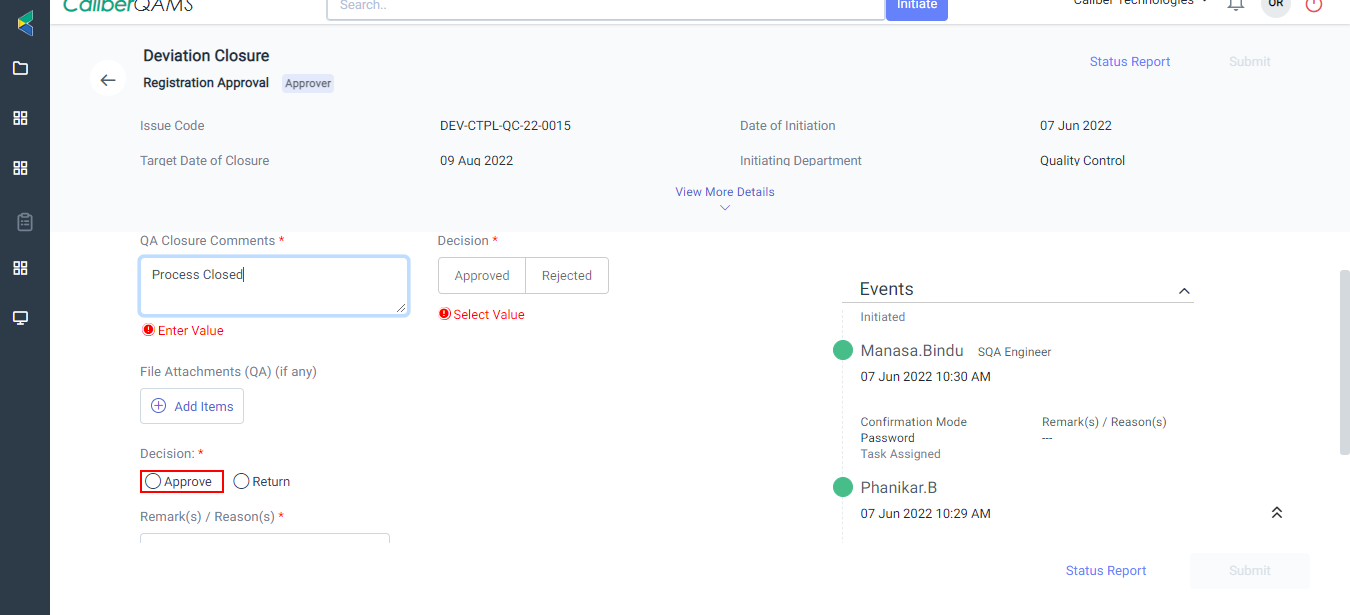 CaliberQAMS
Search..
Initiate
Caliber Technologies
OR
Deviation Closure
Registration Approval Approver
Status Report
Submit
Issue Code
DEV-CTPL-QC-22-0015
Date of Initiation
07 Jun 2022
Target Date of Closure
09 Aug 2022
Initiating Department
Quality Control
View More Details
QA Closure Comments *
Process Closed
Enter Value
Decision *
Approved
Rejected
Select Value
File Attachments (QA) (if any)
Add Items
Decision: *
Approve
Return
Remark(s) / Reason(s) *
Events
Initiated
Manasa.Bindu SQA Engineer
07 Jun 2022 10:30 AM
Confirmation Mode
Remark(s) / Reason(s)
Password
---
Task Assigned
Phanikar.B
07 Jun 2022 10:29 AM
Status Report
Submit